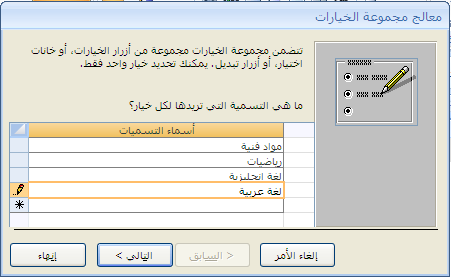 معالج مجموعة الخيارات
تتضمن مجموعة الخيارات مجموعة من أزرار الخيارات، أو خانات
اختيار، أو أزرار تبديل. يمكنك تحديد خيار واحد فقط.
ما هي التسمية التي تريدها لكل خيار؟
أسماء التسميات
مواد فنية
رياضيات
لغة انجليزية
لغة عربية
إلغاء الأمر
< السابق
التالي >
إنهاء